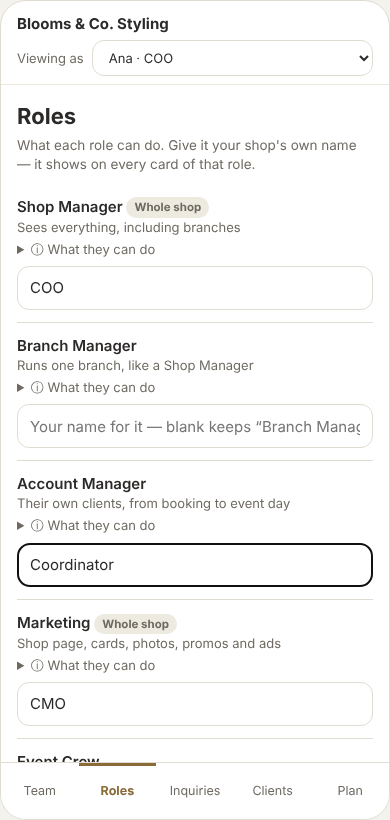 Blooms & Co. Styling
Viewing as
Ana · COO
Roles
What each role can do. Give it your shop's own name
— it shows on every card of that role.
Shop Manager Whole shop
Sees everything, including branches
▶ ⓘ What they can do
COO
Branch Manager
Runs one branch, like a Shop Manager
▶ ⓘ What they can do
Your name for it — blank keeps “Branch Manag
Account Manager
Their own clients, from booking to event day
▶ ⓘ What they can do
Coordinator
Marketing Whole shop
Shop page, cards, photos, promos and ads
▶ ⓘ What they can do
CMO
Event Crew
Team Roles Inquiries Clients Plan